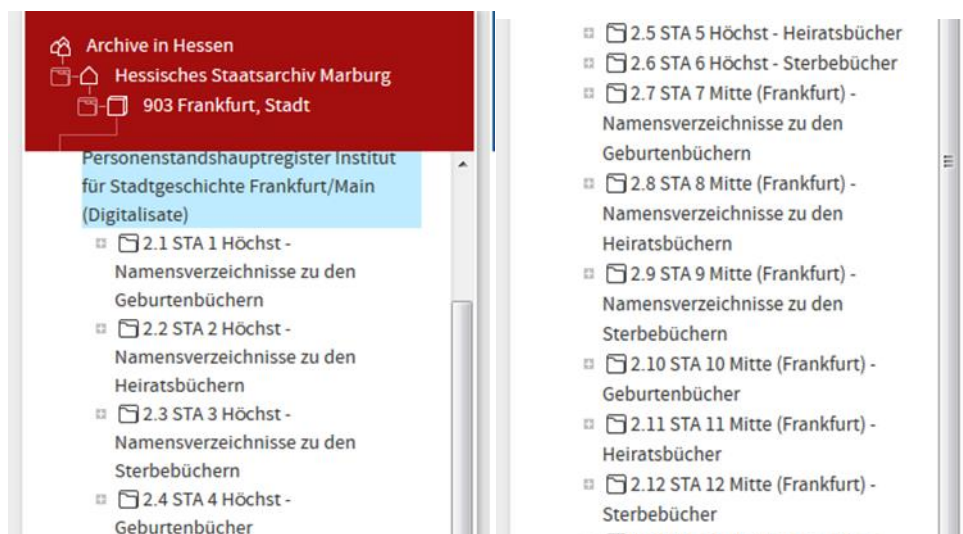 Archive in Hessen
Hessisches Staatsarchiv Marburg
903 Frankfurt, Stadt
Personenstandshauptregister Institut
für Stadtgeschichte Frankfurt/Main
(Digitalisate)
2.1 STA 1 Höchst -
Namensverzeichnisse zu den
Geburtenbüchern
2.2 STA 2 Höchst -
Namensverzeichnisse zu den
Heiratsbüchern
2.3 STA 3 Höchst -
Namensverzeichnisse zu den
Sterbebüchern
2.4 STA 4 Höchst -
Geburtenbücher
2.5 STA 5 Höchst - Heiratsbücher
2.6 STA 6 Höchst - Sterbebücher
2.7 STA 7 Mitte (Frankfurt) -
Namensverzeichnisse zu den
Geburtenbüchern
2.8 STA 8 Mitte (Frankfurt) -
Namensverzeichnisse zu den
Heiratsbüchern
2.9 STA 9 Mitte (Frankfurt) -
Namensverzeichnisse zu den
Sterbebüchern
2.10 STA 10 Mitte (Frankfurt) -
Geburtenbücher
2.11 STA 11 Mitte (Frankfurt) -
Heiratsbücher
2.12 STA 12 Mitte (Frankfurt) -
Sterbebücher